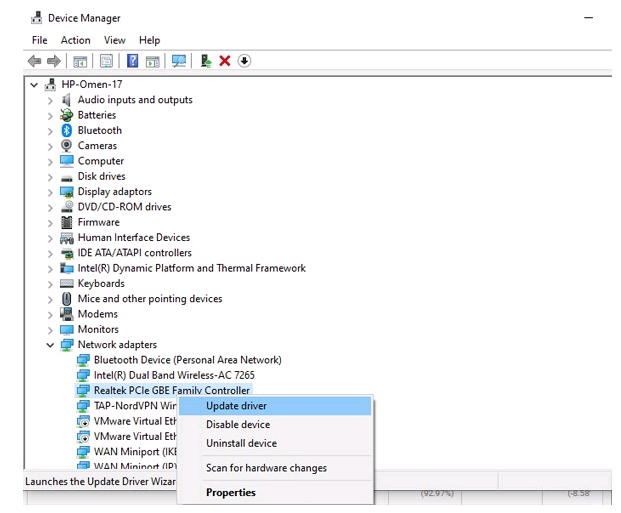 Device Manager
File Action View Help
HP-Omen-17
Audio inputs and outputs
Batteries
Bluetooth
Cameras
Computer
Disk drives
Display adaptors
DVD/CD-ROM drives
Firmware
Human Interface Devices
IDE ATA/ATAPI controllers
Intel(R) Dynamic Platform and Thermal Framework
Keyboards
Mice and other pointing devices
Modems
Monitors
Network adapters
Bluetooth Device (Personal Area Network)
Intel(R) Dual Band Wireless-AC 7265
Realtek PCIe GBE Family Controller
TAP-NordVPN Win
VMware Virtual Eth
VMware Virtual Eth
WAN Miniport (IKE
WAN Miniport (IP)
Update driver
Disable device
Uninstall device
Scan for hardware changes
Properties
Launches the Update Driver Wizar
(92.97%)
(-8.58